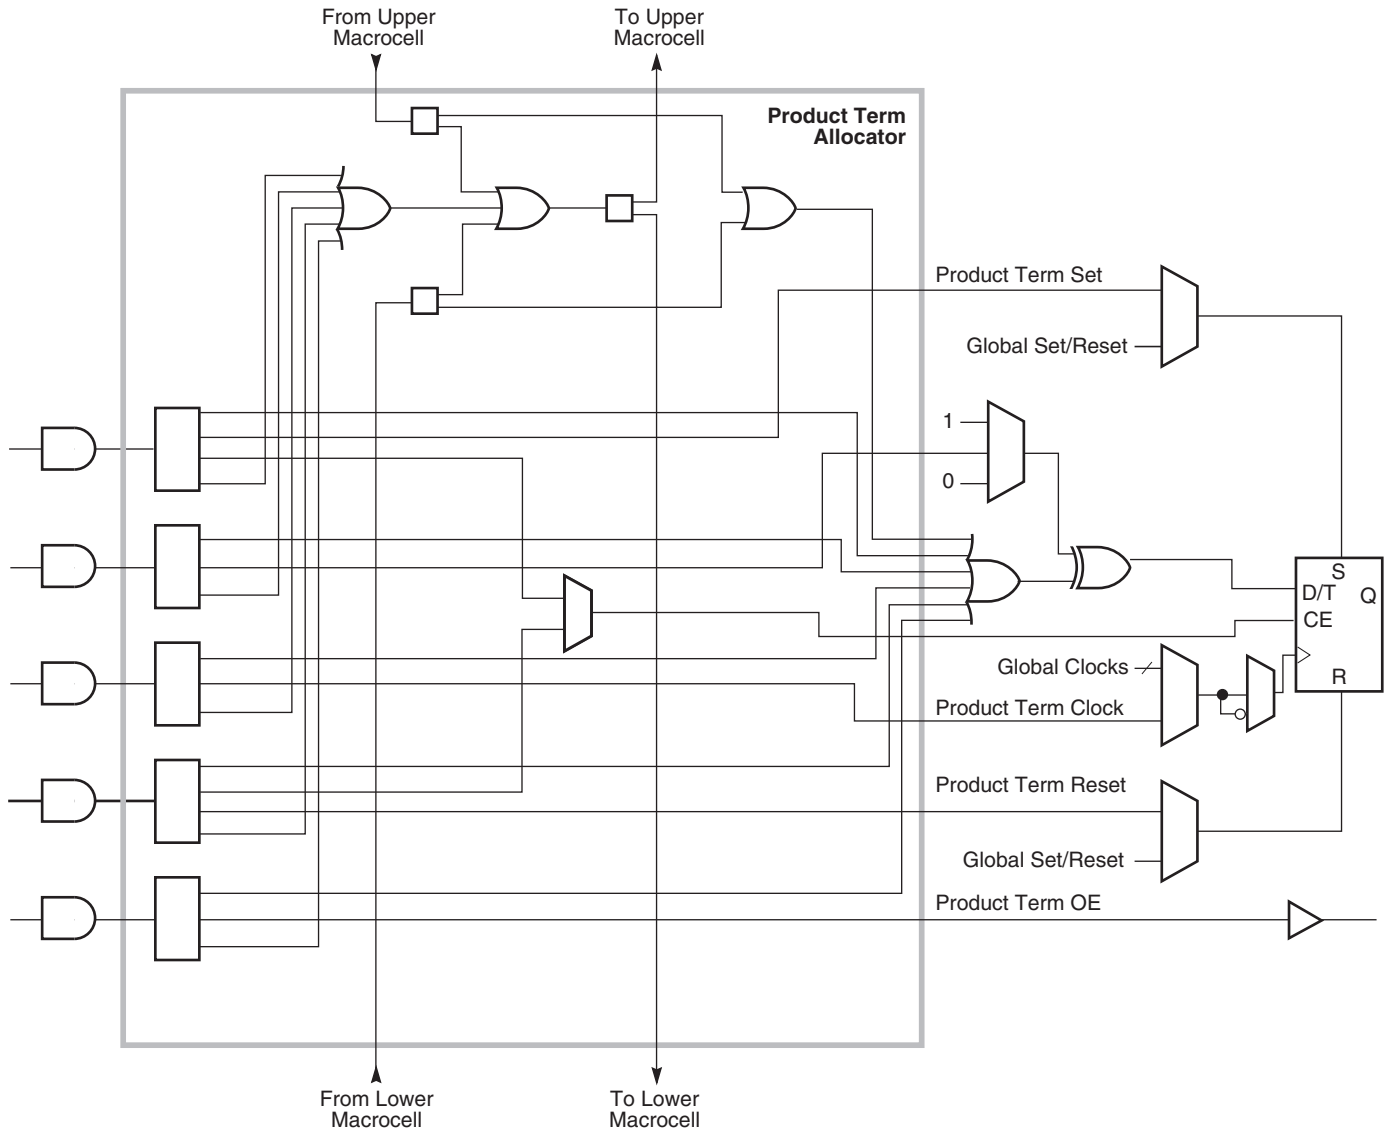 From Upper
Macrocell
To Upper
Macrocell
Product Term
Allocator
Product Term Set
Global Set/Reset
1
0
S
D/T
Q
CE
Global Clocks
R
Product Term Clock
Product Term Reset
Global Set/Reset
Product Term OE
From Lower
Macrocell
To Lower
Macrocell